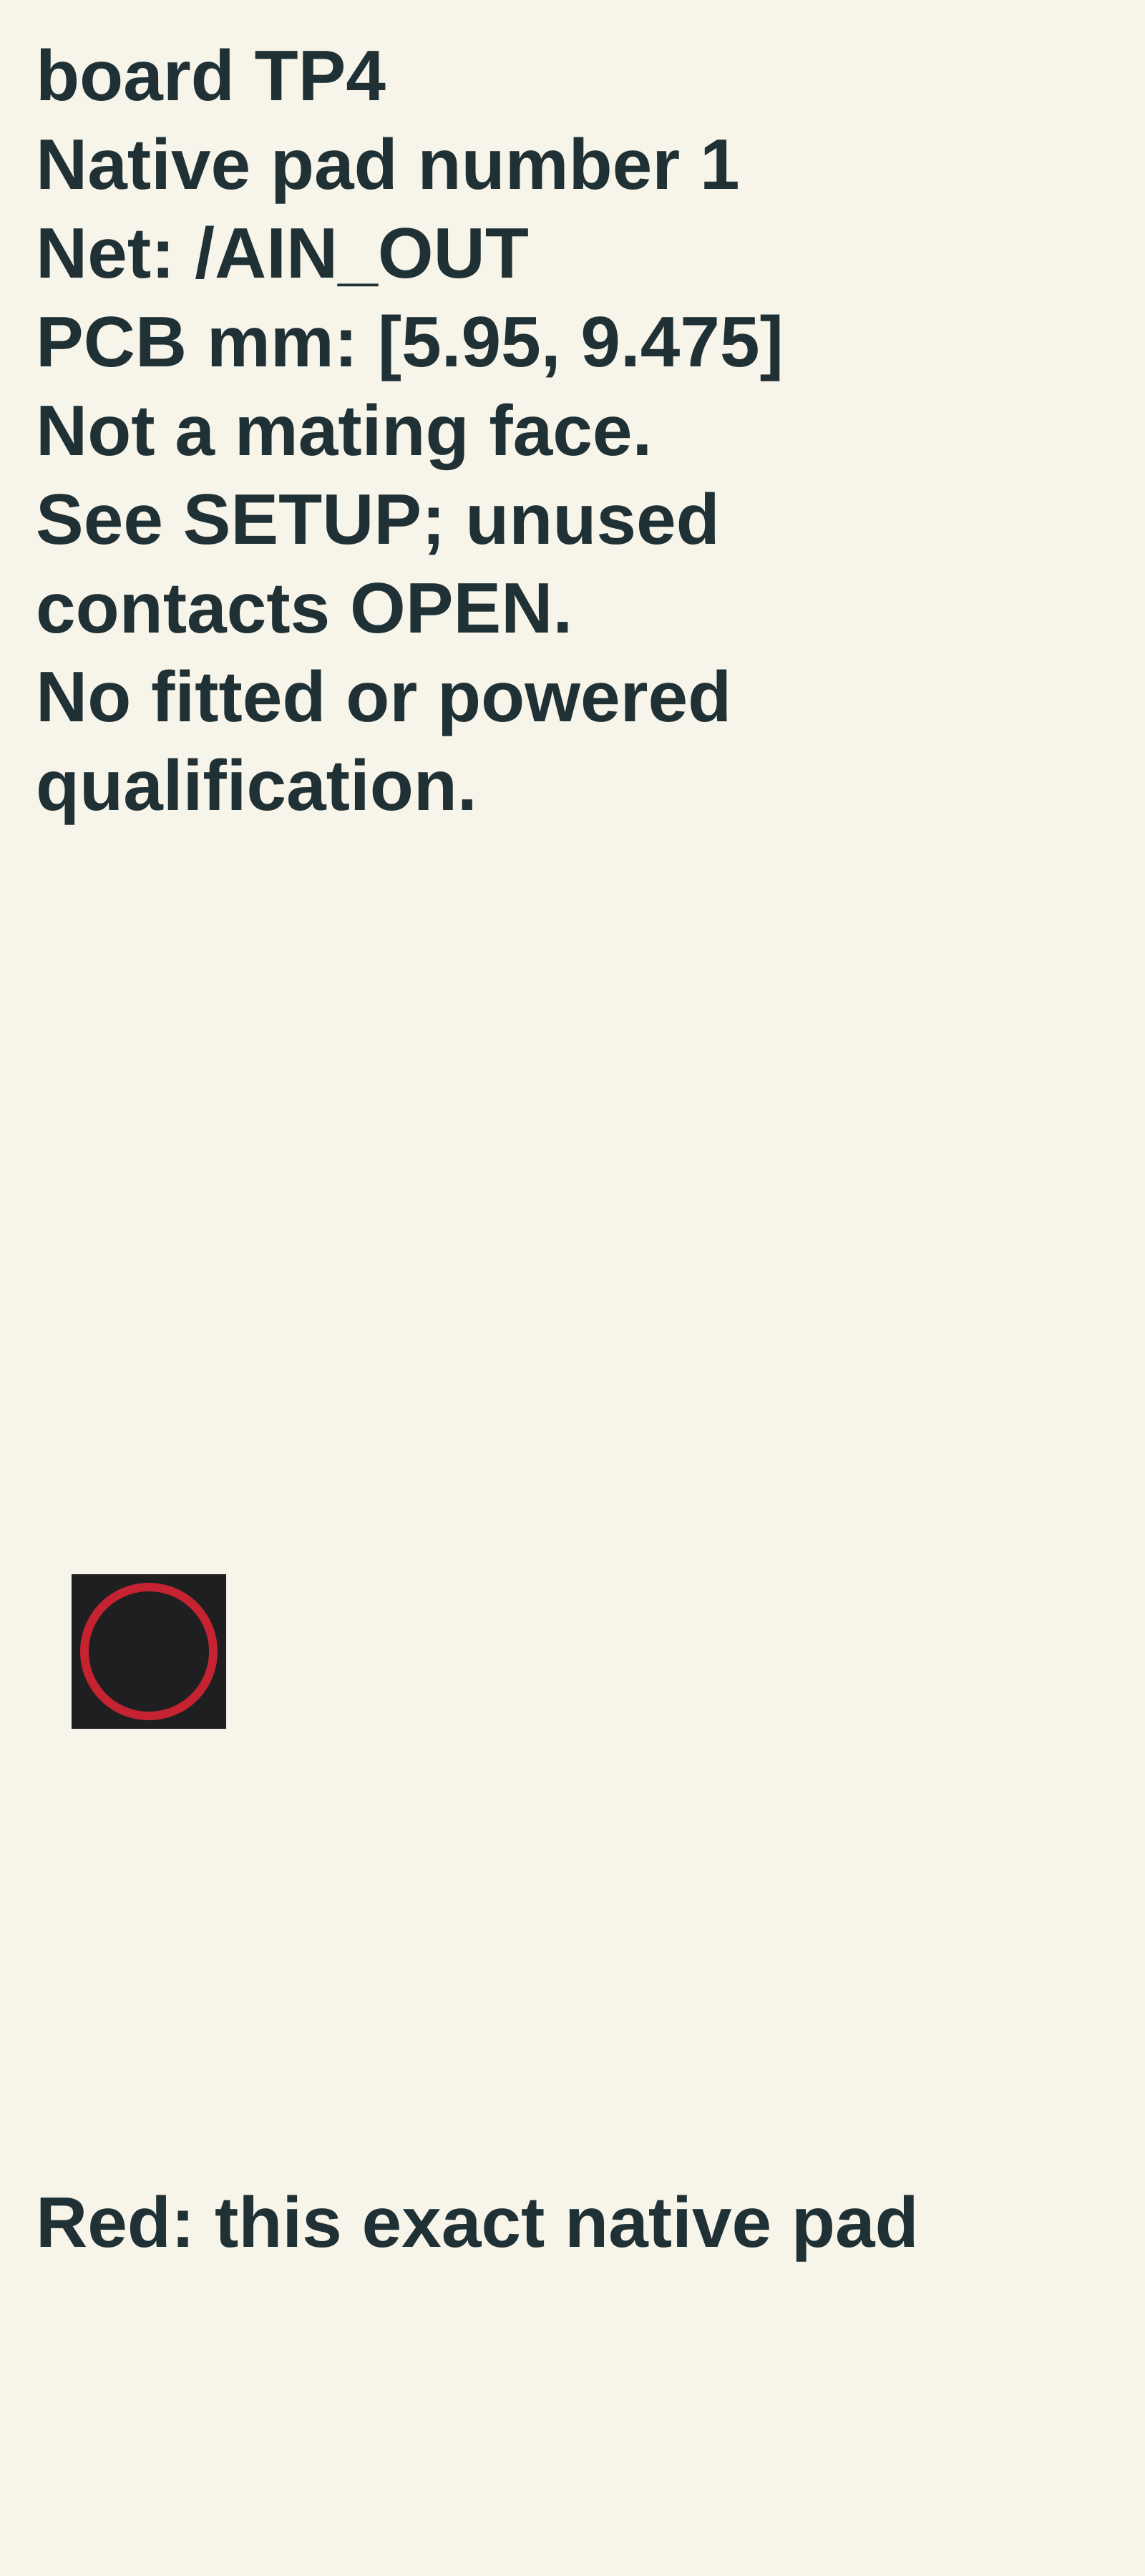 board TP4
Native pad number 1
Net: /AIN_OUT
PCB mm: [5.95, 9.475]
Not a mating face.
See SETUP; unused
contacts OPEN.
No fitted or powered
qualification.
Red: this exact native pad